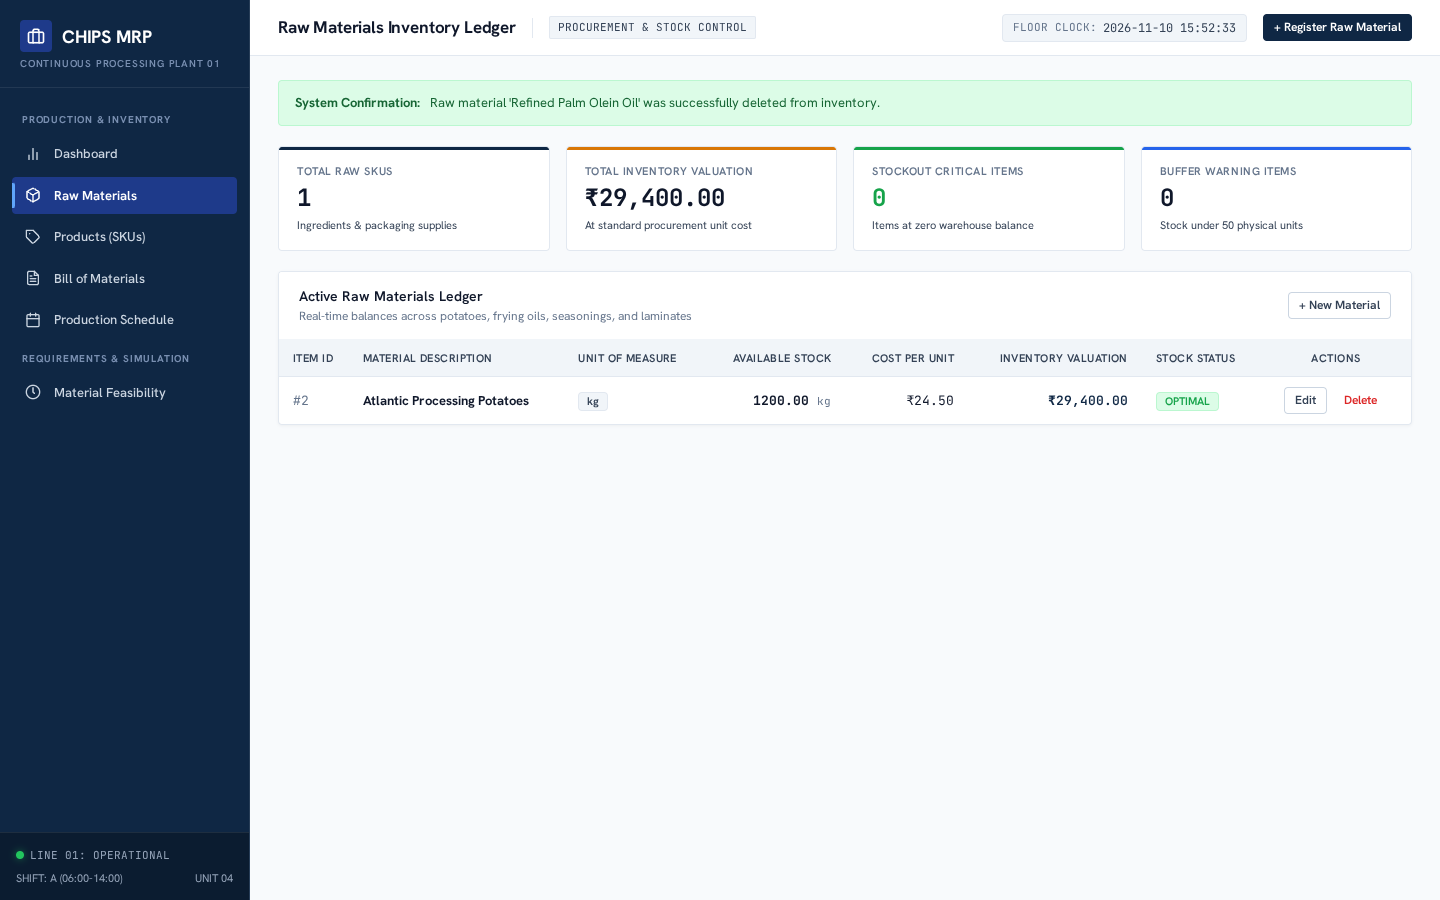 CHIPS MRP
CONTINUOUS PROCESSING PLANT 01
PRODUCTION & INVENTORY
Dashboard
Raw Materials
Products (SKUs)
Bill of Materials
Production Schedule
REQUIREMENTS & SIMULATION
Material Feasibility
LINE 01: OPERATIONAL
SHIFT: A (06:00-14:00) UNIT 04
Raw Materials Inventory Ledger PROCUREMENT & STOCK CONTROL FLOOR CLOCK: 2026-11-10 15:52:33 + Register Raw Material
System Confirmation: Raw material 'Refined Palm Olein Oil' was successfully deleted from inventory.
TOTAL RAW SKUS
1
Ingredients & packaging supplies
TOTAL INVENTORY VALUATION
₹29,400.00
At standard procurement unit cost
STOCKOUT CRITICAL ITEMS
0
Items at zero warehouse balance
BUFFER WARNING ITEMS
0
Stock under 50 physical units
Active Raw Materials Ledger
Real-time balances across potatoes, frying oils, seasonings, and laminates
+ New Material
ITEM ID MATERIAL DESCRIPTION UNIT OF MEASURE AVAILABLE STOCK COST PER UNIT INVENTORY VALUATION STOCK STATUS ACTIONS
#2 Atlantic Processing Potatoes kg 1200.00 kg ₹24.50 ₹29,400.00 OPTIMAL Edit Delete